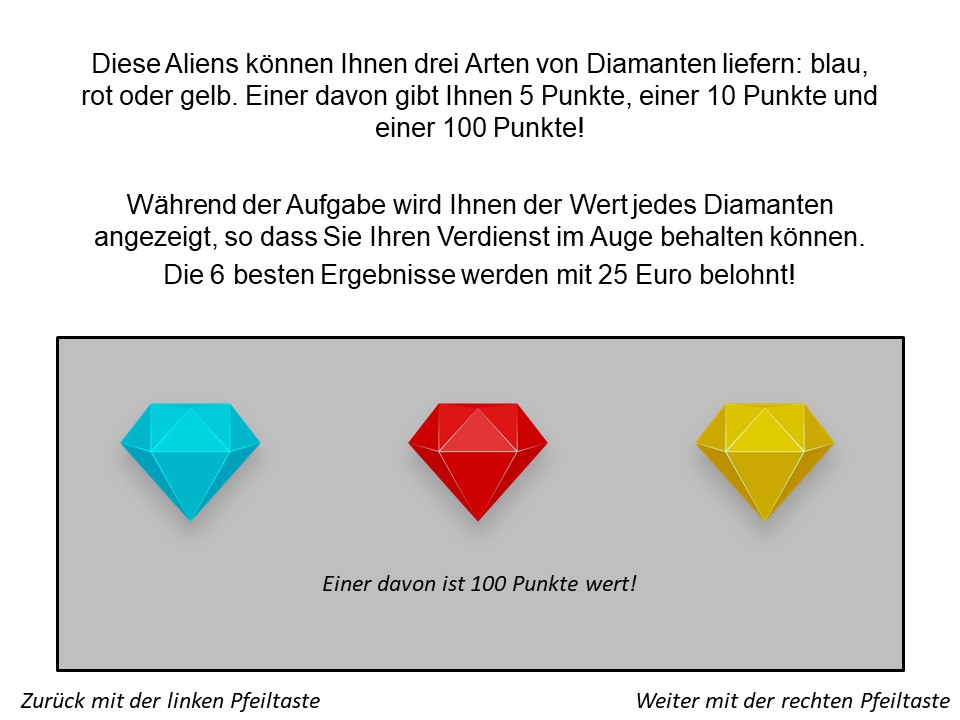 Diese Aliens können Ihnen drei Arten von Diamanten liefern: blau,
rot oder gelb. Einer davon gibt Ihnen 5 Punkte, einer 10 Punkte und
einer 100 Punkte!
Während der Aufgabe wird Ihnen der Wert jedes Diamanten
angezeigt, so dass Sie Ihren Verdienst im Auge behalten können.
Die 6 besten Ergebnisse werden mit 25 Euro belohnt!
Einer davon ist 100 Punkte wert!
Zurück mit der linken Pfeiltaste
Weiter mit der rechten Pfeiltaste